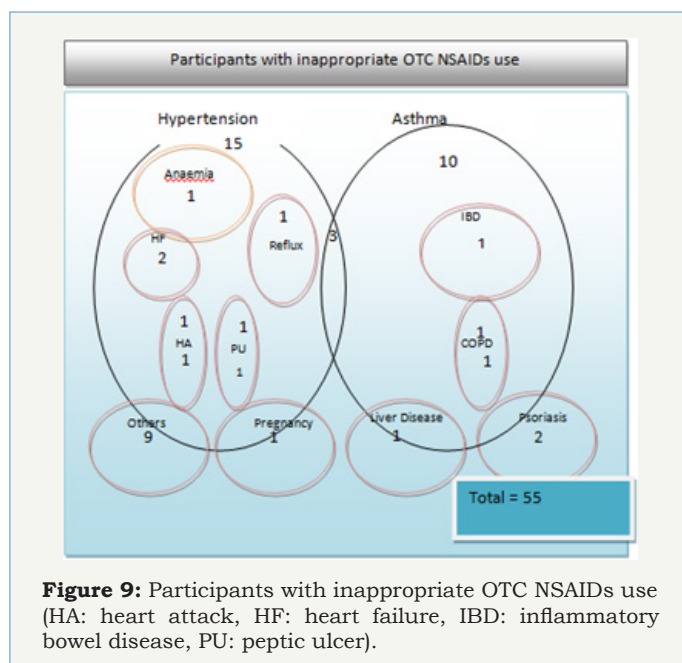 Participants with inappropriate OTC NSAIDs use
Hypertension Asthma
15
10
Anaemia
1
1
Reflux
3
IBD
1
HF
2
1
HA
1
1
PU
1
1
COPD
1
Others
9
Pregnancy
1
Liver Disease
1
Psoriasis
2
Total = 55
Figure 9: Participants with inappropriate OTC NSAIDs use
(HA: heart attack, HF: heart failure, IBD: inflammatory
bowel disease, PU: peptic ulcer).